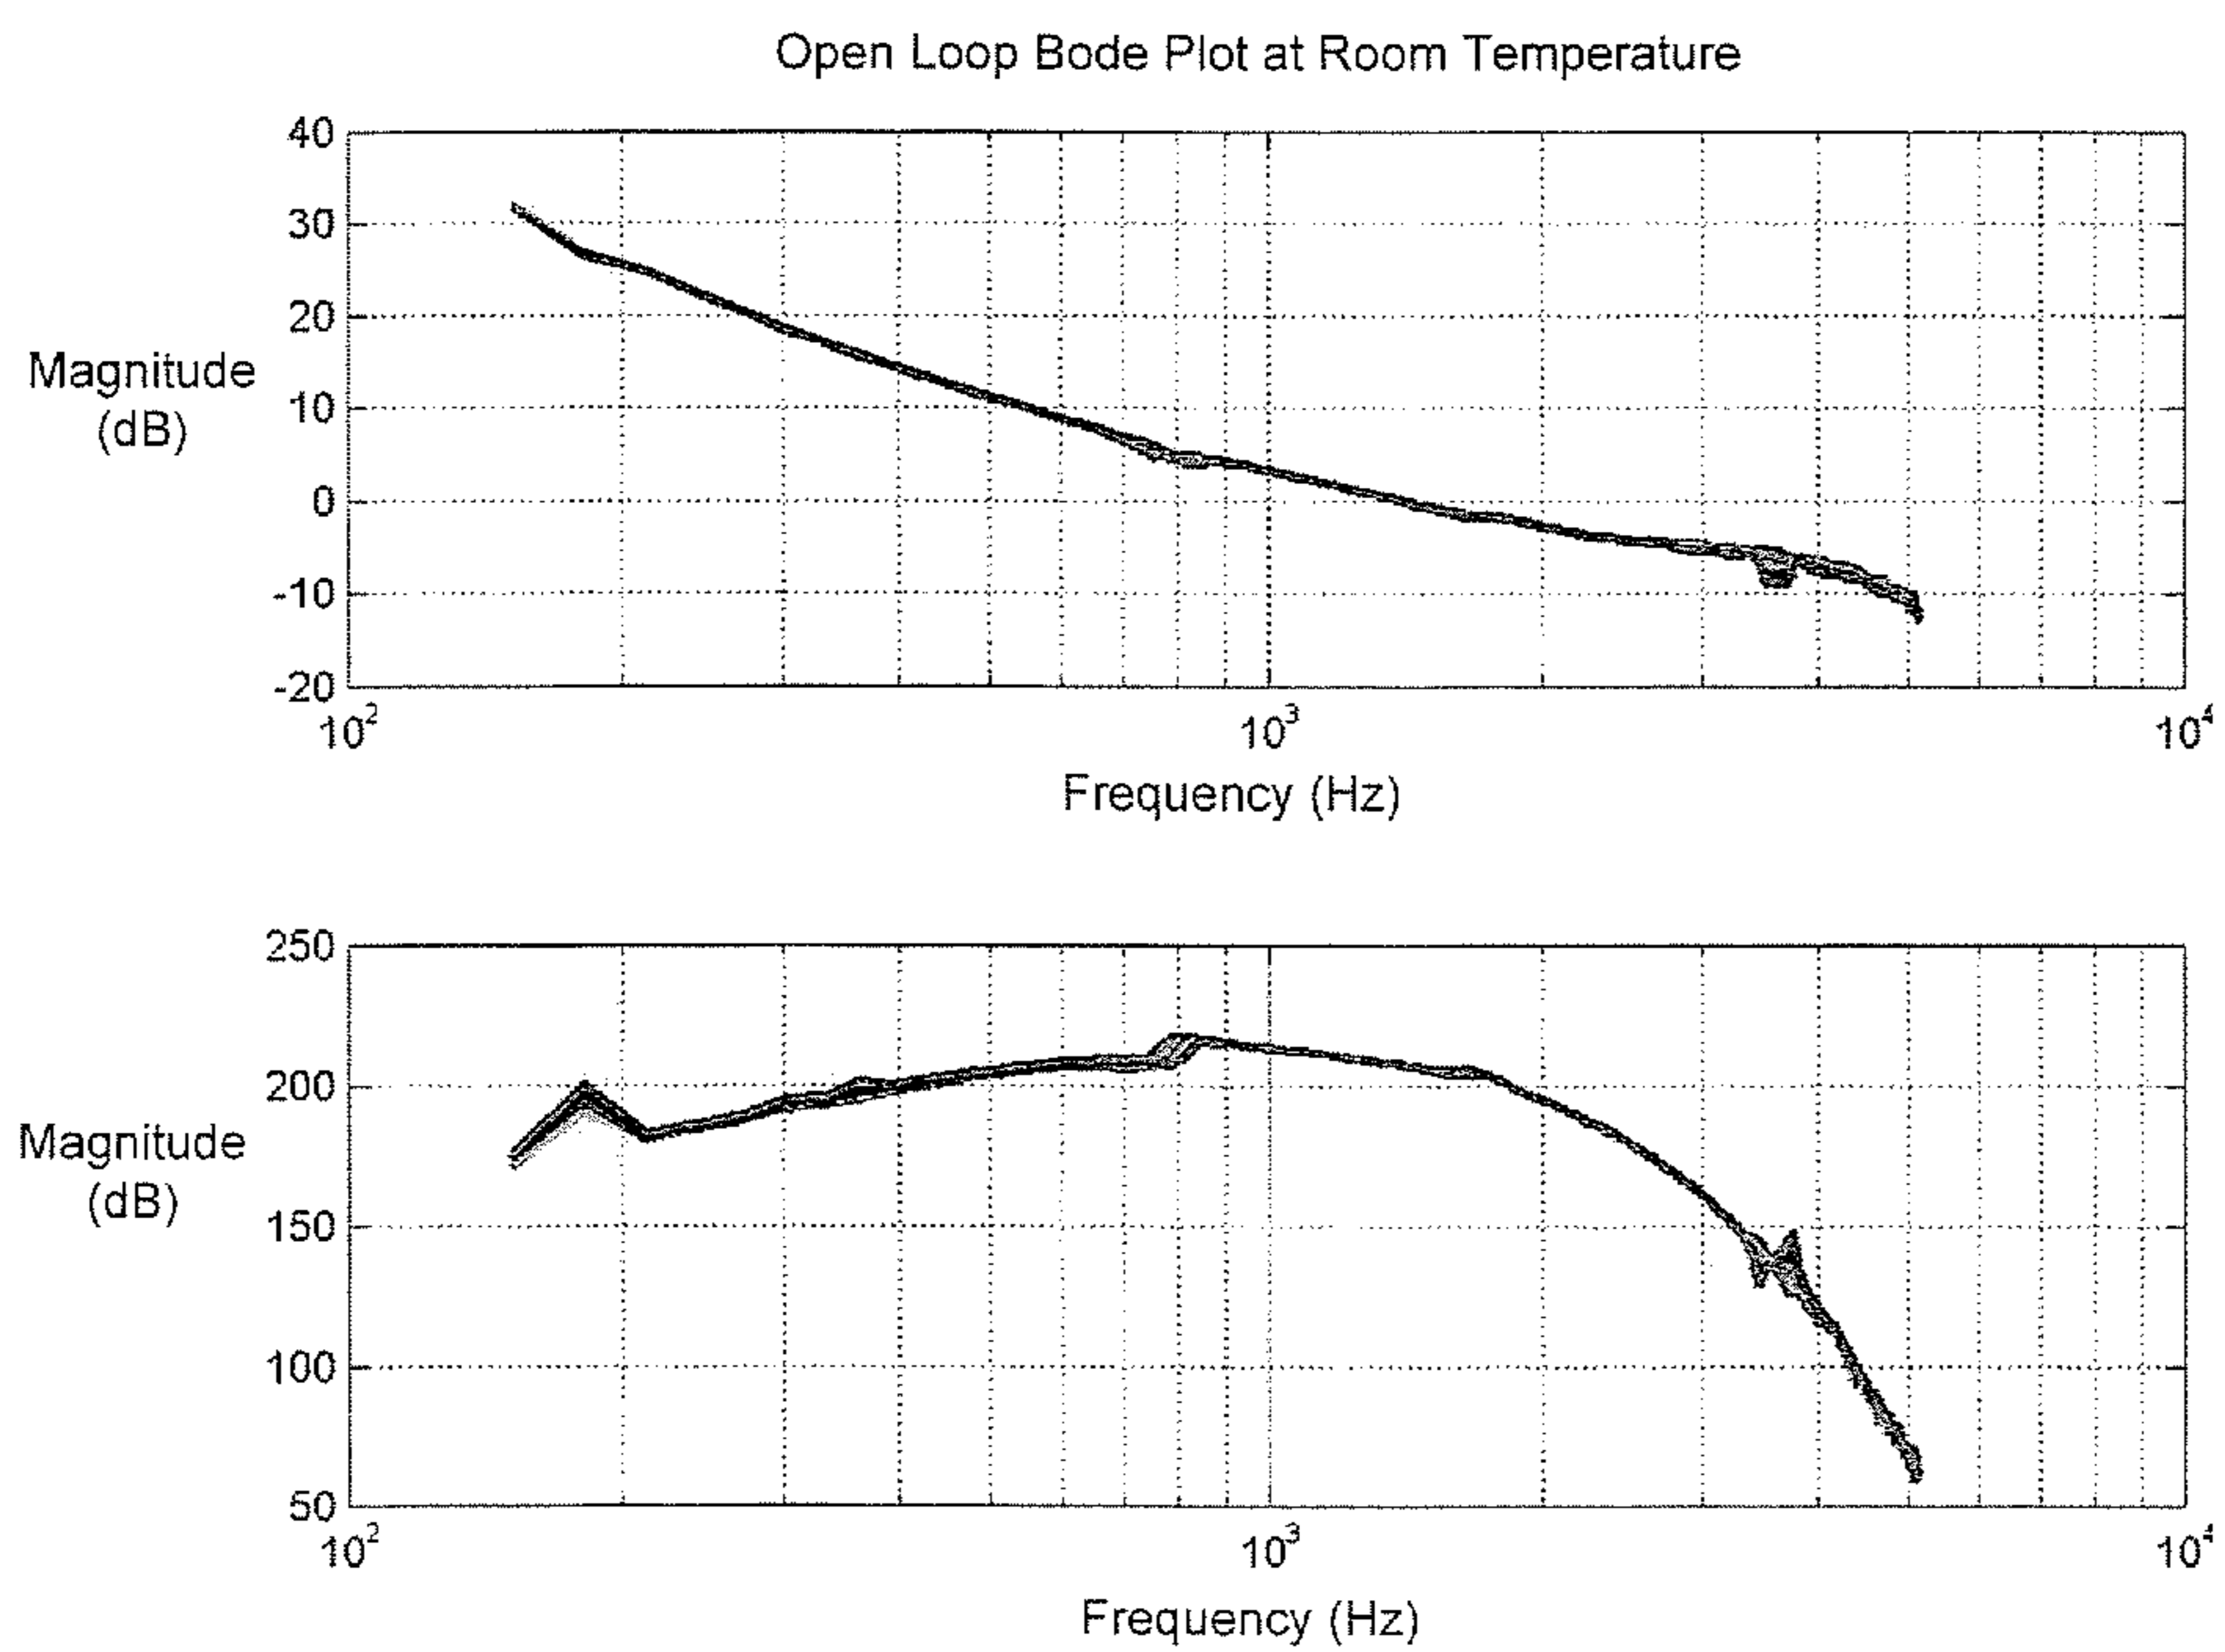 Open Loop Bode Plot at Room Temperature
40
30
20
10
0
-10
-20
Magnitude
(dB)
10² 10³ 10⁴
Frequency (Hz)
250
200
150
100
50
Magnitude
(dB)
10² 10³ 10⁴
Frequency (Hz)